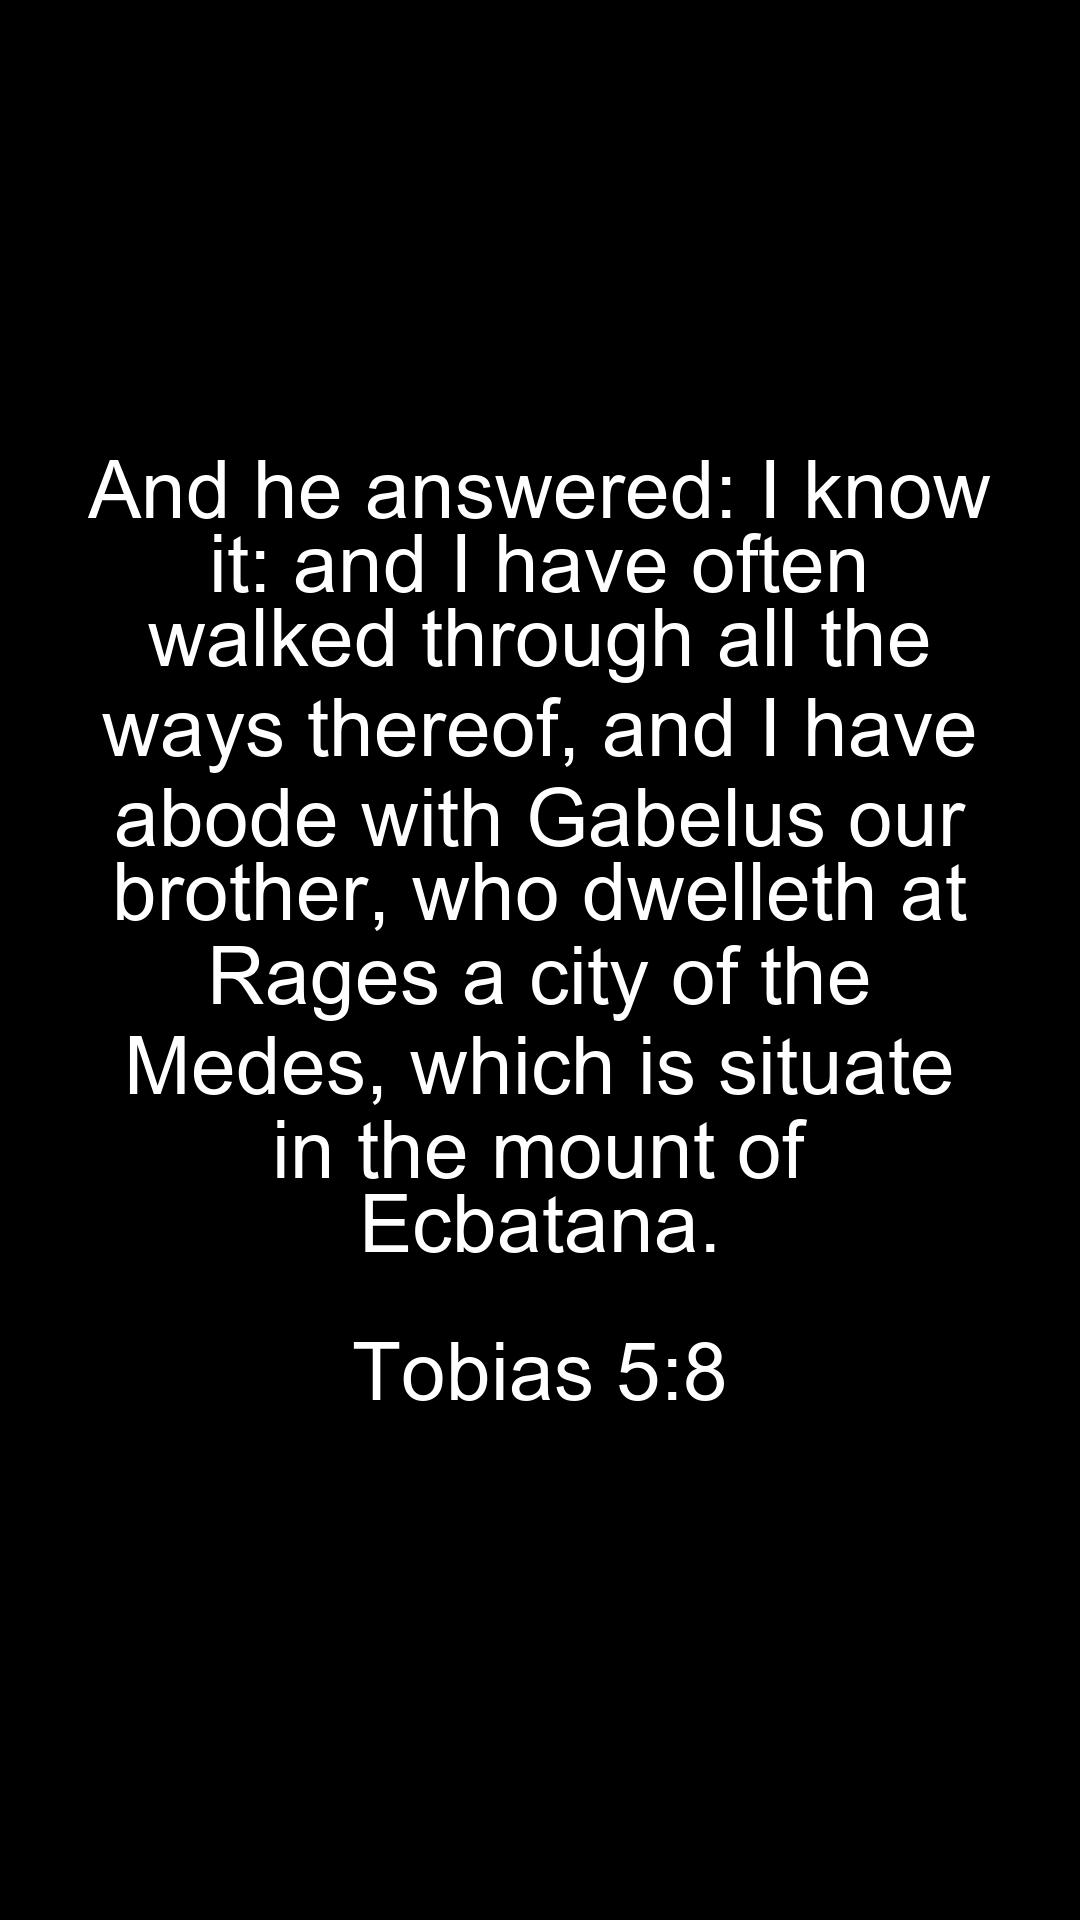 And he answered: I know
it: and I have often
walked through all the
ways thereof, and I have
abode with Gabelus our
brother, who dwelleth at
Rages a city of the
Medes, which is situate
in the mount of
Ecbatana.
Tobias 5:8